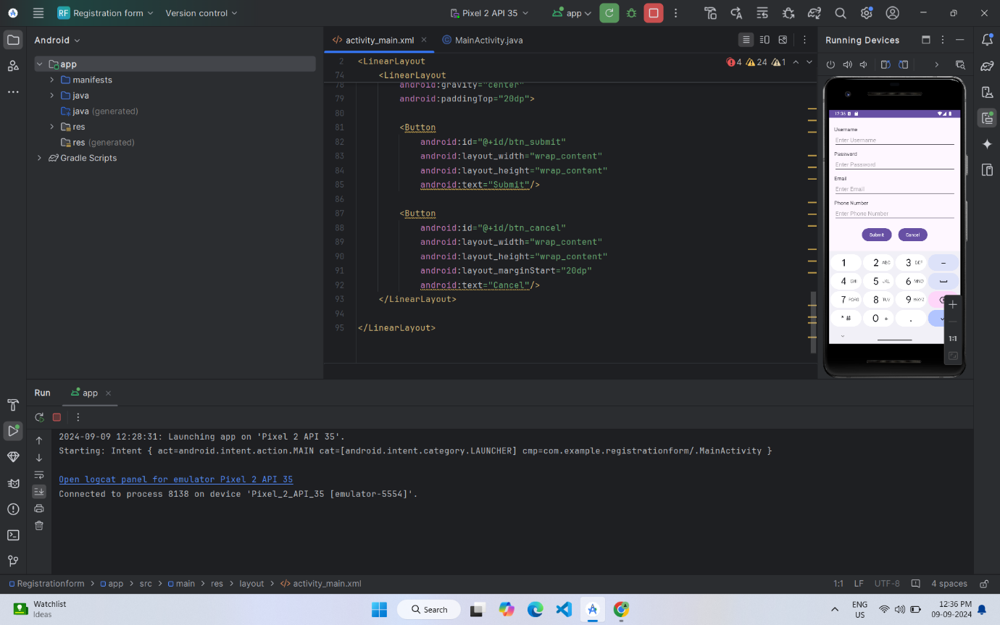 RF Registration form Version control Pixel 2 API 35 app
Android
app
manifests
java
java (generated)
res
res (generated)
Gradle Scripts
activity_main.xml MainActivity.java
2 <LinearLayout 4 24 1
74 <LinearLayout
78 android:gravity="center"
79 android:paddingTop="20dp">
80
81 <Button
82 android:id="@+id/btn_submit"
83 android:layout_width="wrap_content"
84 android:layout_height="wrap_content"
85 android:text="Submit"/>
86
87 <Button
88 android:id="@+id/btn_cancel"
89 android:layout_width="wrap_content"
90 android:layout_height="wrap_content"
91 android:layout_marginStart="20dp"
92 android:text="Cancel"/>
93 </LinearLayout>
94
95 </LinearLayout>
Running Devices
12:36
Username
Enter Username
Password
Enter Password
Email
Enter Email
Phone Number
Enter Phone Number
Submit Cancel
1 2 ABC 3 DEF –
4 GHI 5 JKL 6 MNO
7 PQRS 8 TUV 9 WXYZ
* # 0 + .
1:1
Run app
2024-09-09 12:28:31: Launching app on 'Pixel 2 API 35'.
Starting: Intent { act=android.intent.action.MAIN cat=[android.intent.category.LAUNCHER] cmp=com.example.registrationform/.MainActivity }
Open logcat panel for emulator Pixel 2 API 35
Connected to process 8138 on device 'Pixel_2_API_35 [emulator-5554]'.
Registrationform > app > src > main > res > layout > activity_main.xml 1:1 LF UTF-8 4 spaces
Watchlist
Ideas
Search
ENG
US
12:36 PM
09-09-2024